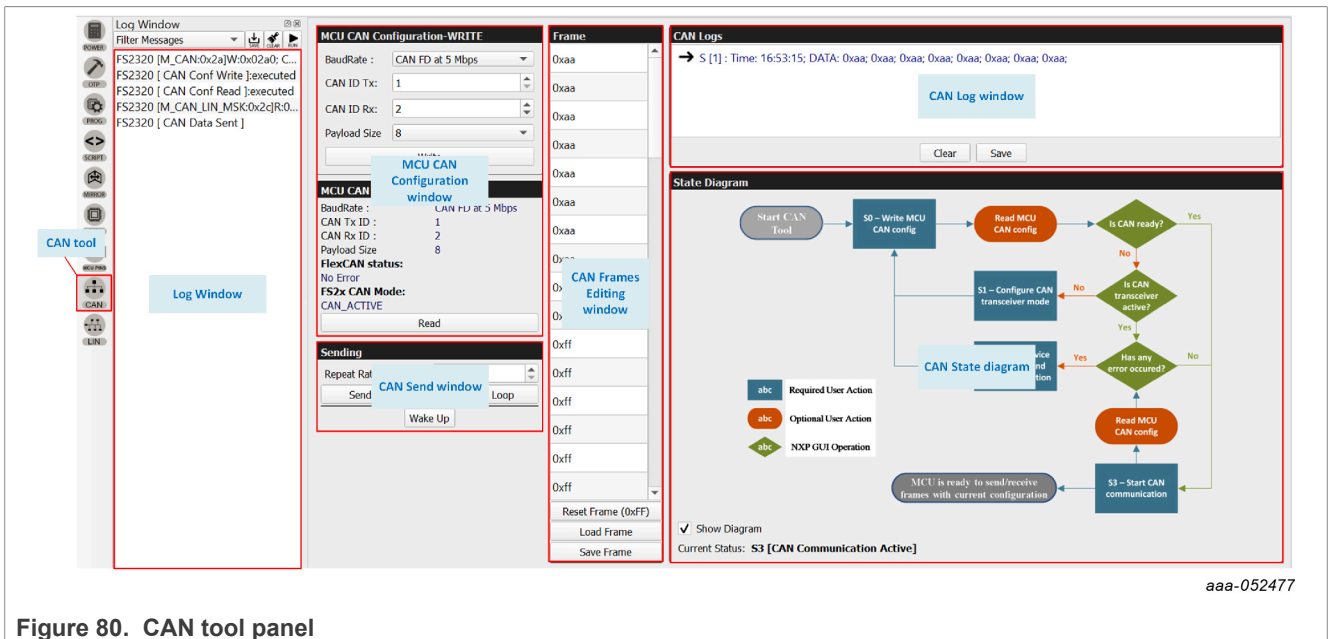 Log Window
Filter Messages
SAVE
CLEAR
RUN
FS2320 [M_CAN:0x2a]W:0x02a0; C...
FS2320 [ CAN Conf Write ]:executed
FS2320 [ CAN Conf Read ]:executed
FS2320 [M_CAN_LIN_MSK:0x2c]R:0...
FS2320 [ CAN Data Sent ]
POWER
OTP
PROG
SCRIPT
MIRROR
MCU PINS
CAN
LIN
CAN tool
Log Window
MCU CAN Configuration-WRITE
BaudRate : CAN FD at 5 Mbps
CAN ID Tx: 1
CAN ID Rx: 2
Payload Size 8
MCU CAN
Configuration
window
MCU CAN
BaudRate : CAN FD at 5 Mbps
CAN Tx ID : 1
CAN Rx ID : 2
Payload Size 8
FlexCAN status:
No Error
FS2x CAN Mode:
CAN_ACTIVE
Read
Sending
Repeat Rat
CAN Send window
Send Loop
Wake Up
Frame
0xaa
0xaa
0xaa
0xaa
0xaa
0xaa
0xaa
CAN Frames
Editing
window
0xff
0xff
0xff
0xff
0xff
0xff
Reset Frame (0xFF)
Load Frame
Save Frame
CAN Logs
➔ S [1] : Time: 16:53:15; DATA: 0xaa; 0xaa; 0xaa; 0xaa; 0xaa; 0xaa; 0xaa; 0xaa;
CAN Log window
Clear Save
State Diagram
Start CAN
Tool
S0 – Write MCU
CAN config
Read MCU
CAN config
Is CAN ready?
Yes
No
S1 – Configure CAN
transceiver mode
No
Is CAN
transceiver
active?
Yes
CAN State diagram
Yes
Has any
error occured?
No
abc Required User Action
abc Optional User Action
abc NXP GUI Operation
Read MCU
CAN config
MCU is ready to send/receive
frames with current configuration
S3 – Start CAN
communication
Show Diagram
Current Status: S3 [CAN Communication Active]
aaa-052477
Figure 80. CAN tool panel